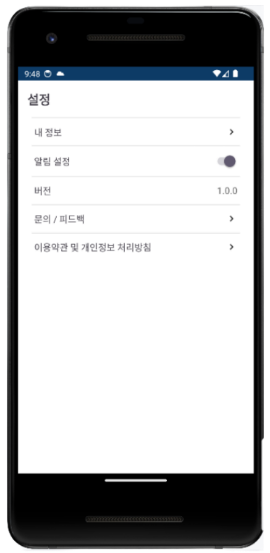 9:48
설정
내 정보
알림 설정
버전 1.0.0
문의 / 피드백
이용약관 및 개인정보 처리방침